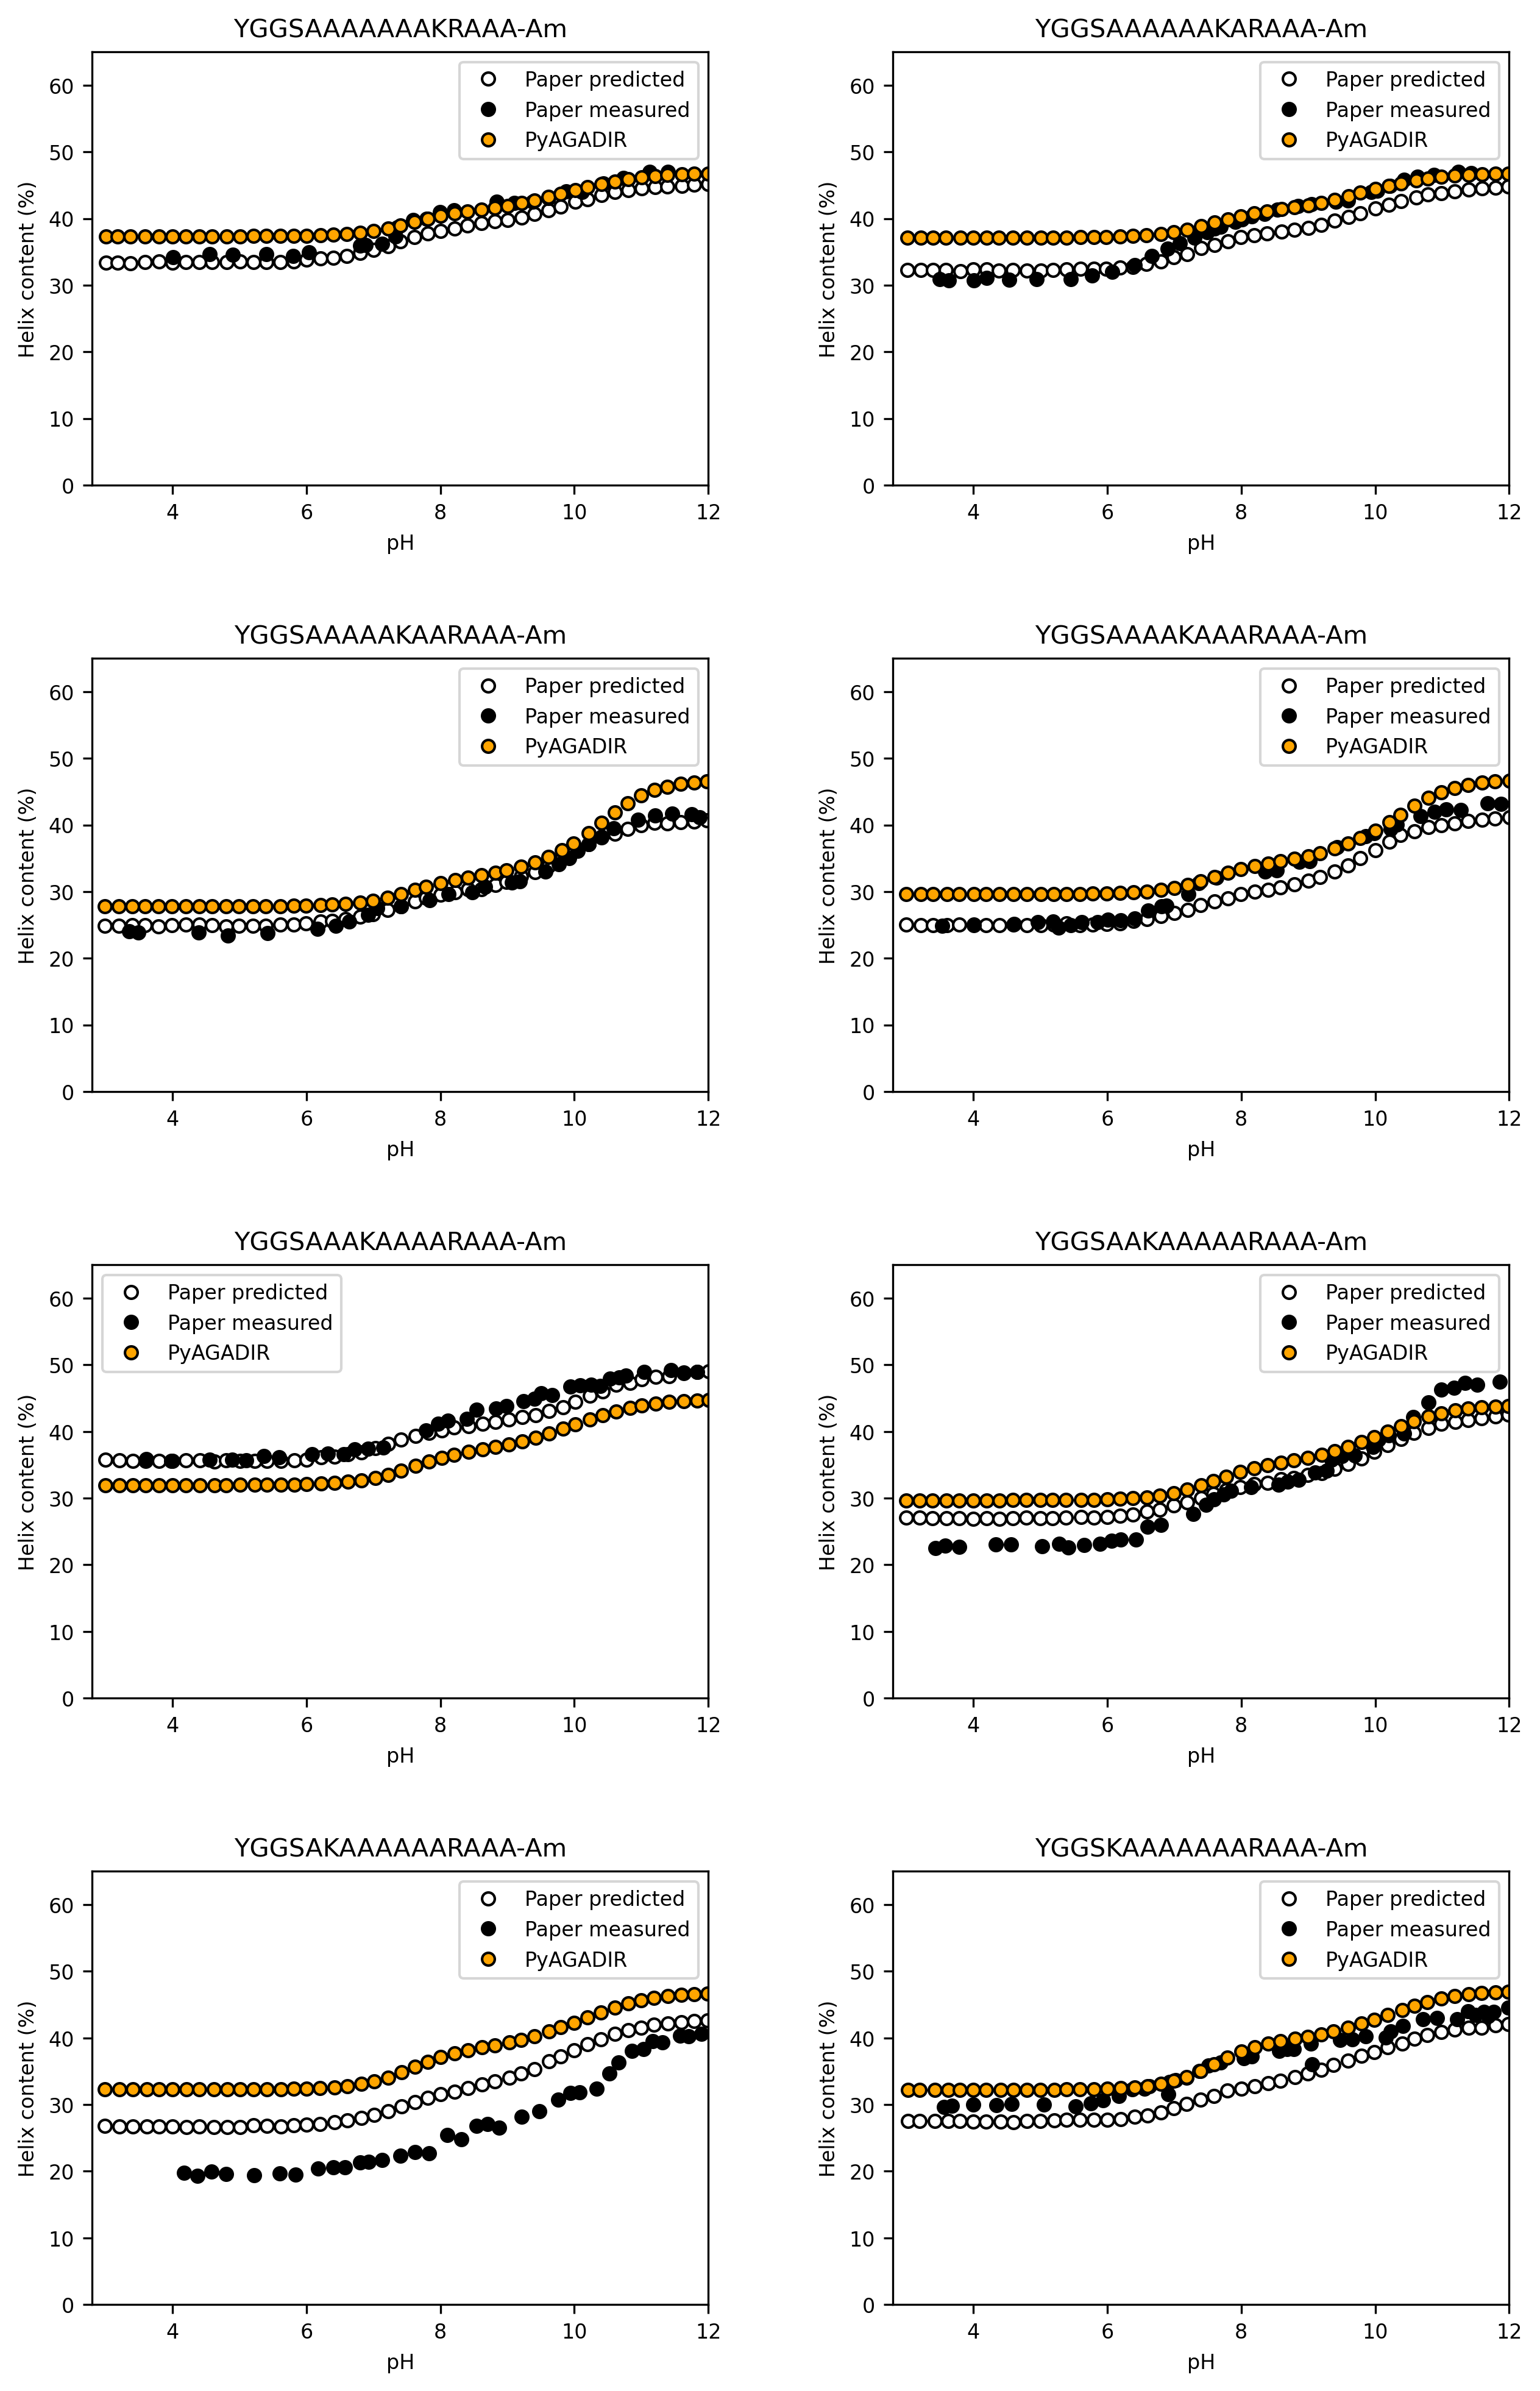 YGGSAAAAAAAKRAAA-Am
Helix content (%)
60
50
40
30
20
10
0
Paper predicted
Paper measured
PyAGADIR
4 6 8 10 12
pH
YGGSAAAAAAKARAAA-Am
Helix content (%)
60
50
40
30
20
10
0
Paper predicted
Paper measured
PyAGADIR
4 6 8 10 12
pH
YGGSAAAAAKAARAAA-Am
Helix content (%)
60
50
40
30
20
10
0
Paper predicted
Paper measured
PyAGADIR
4 6 8 10 12
pH
YGGSAAAAKAAARAAA-Am
Helix content (%)
60
50
40
30
20
10
0
Paper predicted
Paper measured
PyAGADIR
4 6 8 10 12
pH
YGGSAAAKAAAARAAA-Am
Helix content (%)
60
50
40
30
20
10
0
Paper predicted
Paper measured
PyAGADIR
4 6 8 10 12
pH
YGGSAAKAAAAARAAA-Am
Helix content (%)
60
50
40
30
20
10
0
Paper predicted
Paper measured
PyAGADIR
4 6 8 10 12
pH
YGGSAKAAAAAARAAA-Am
Helix content (%)
60
50
40
30
20
10
0
Paper predicted
Paper measured
PyAGADIR
4 6 8 10 12
pH
YGGSKAAAAAAARAAA-Am
Helix content (%)
60
50
40
30
20
10
0
Paper predicted
Paper measured
PyAGADIR
4 6 8 10 12
pH